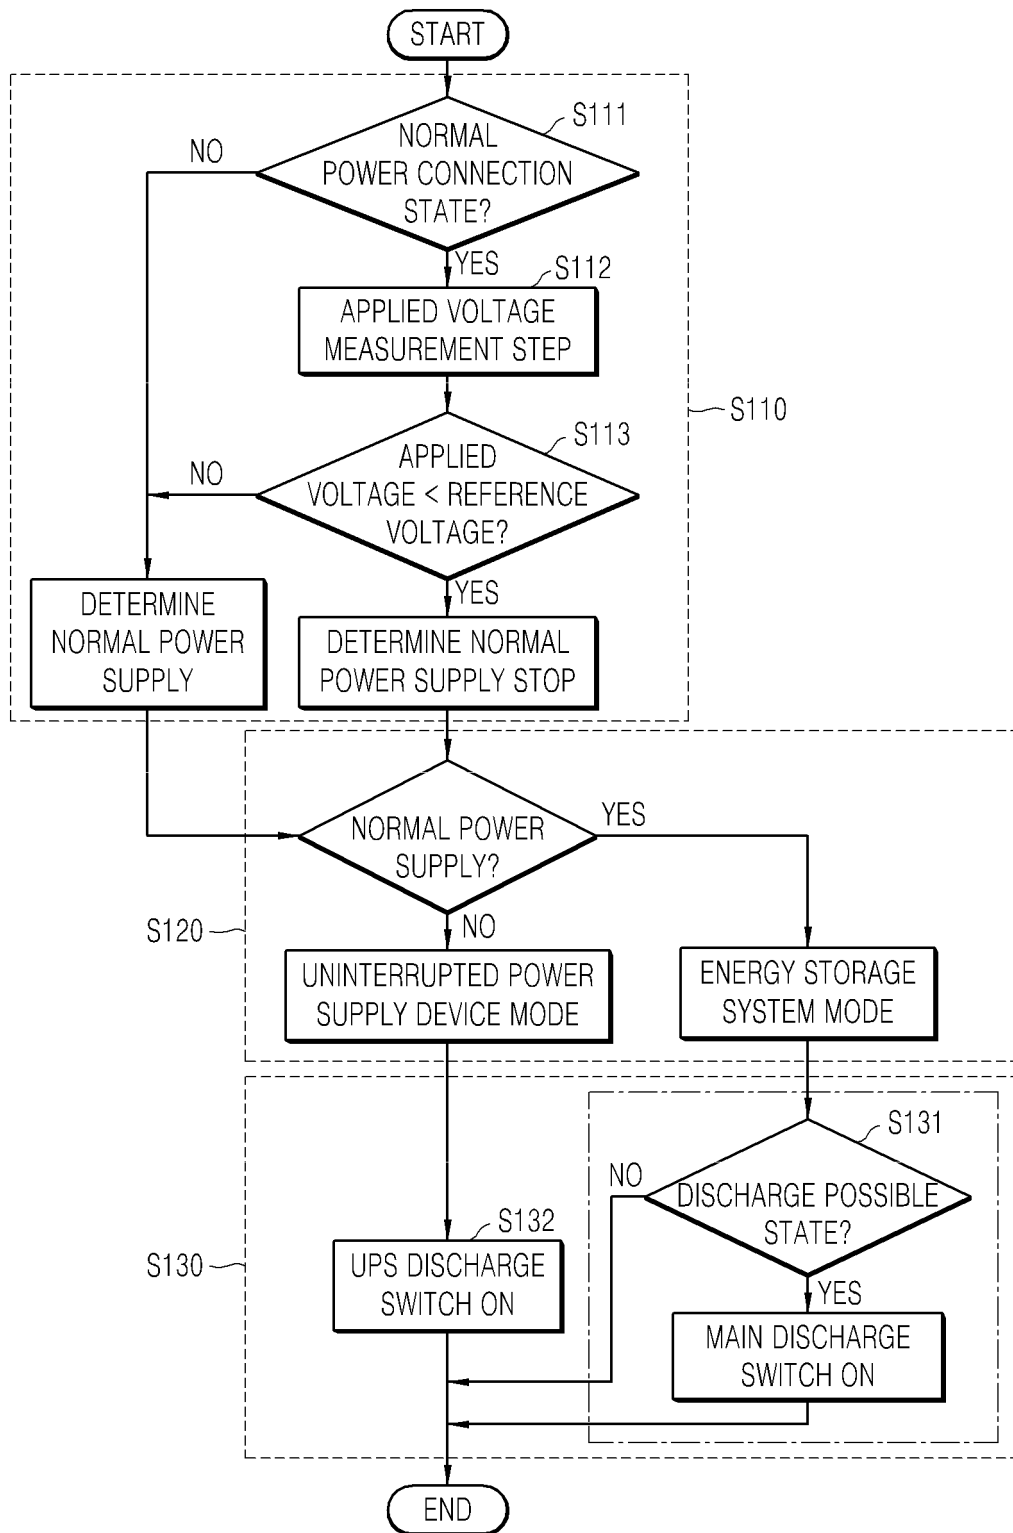 START
S111
NORMAL
POWER CONNECTION
STATE?
NO
YES
S112
APPLIED VOLTAGE
MEASUREMENT STEP
S110
S113
APPLIED
VOLTAGE < REFERENCE
VOLTAGE?
NO
YES
DETERMINE
NORMAL POWER
SUPPLY
DETERMINE NORMAL
POWER SUPPLY STOP
NORMAL POWER
SUPPLY?
YES
NO
S120
UNINTERRUPTED POWER
SUPPLY DEVICE MODE
ENERGY STORAGE
SYSTEM MODE
S131
DISCHARGE POSSIBLE
STATE?
NO
YES
S132
S130
UPS DISCHARGE
SWITCH ON
MAIN DISCHARGE
SWITCH ON
END